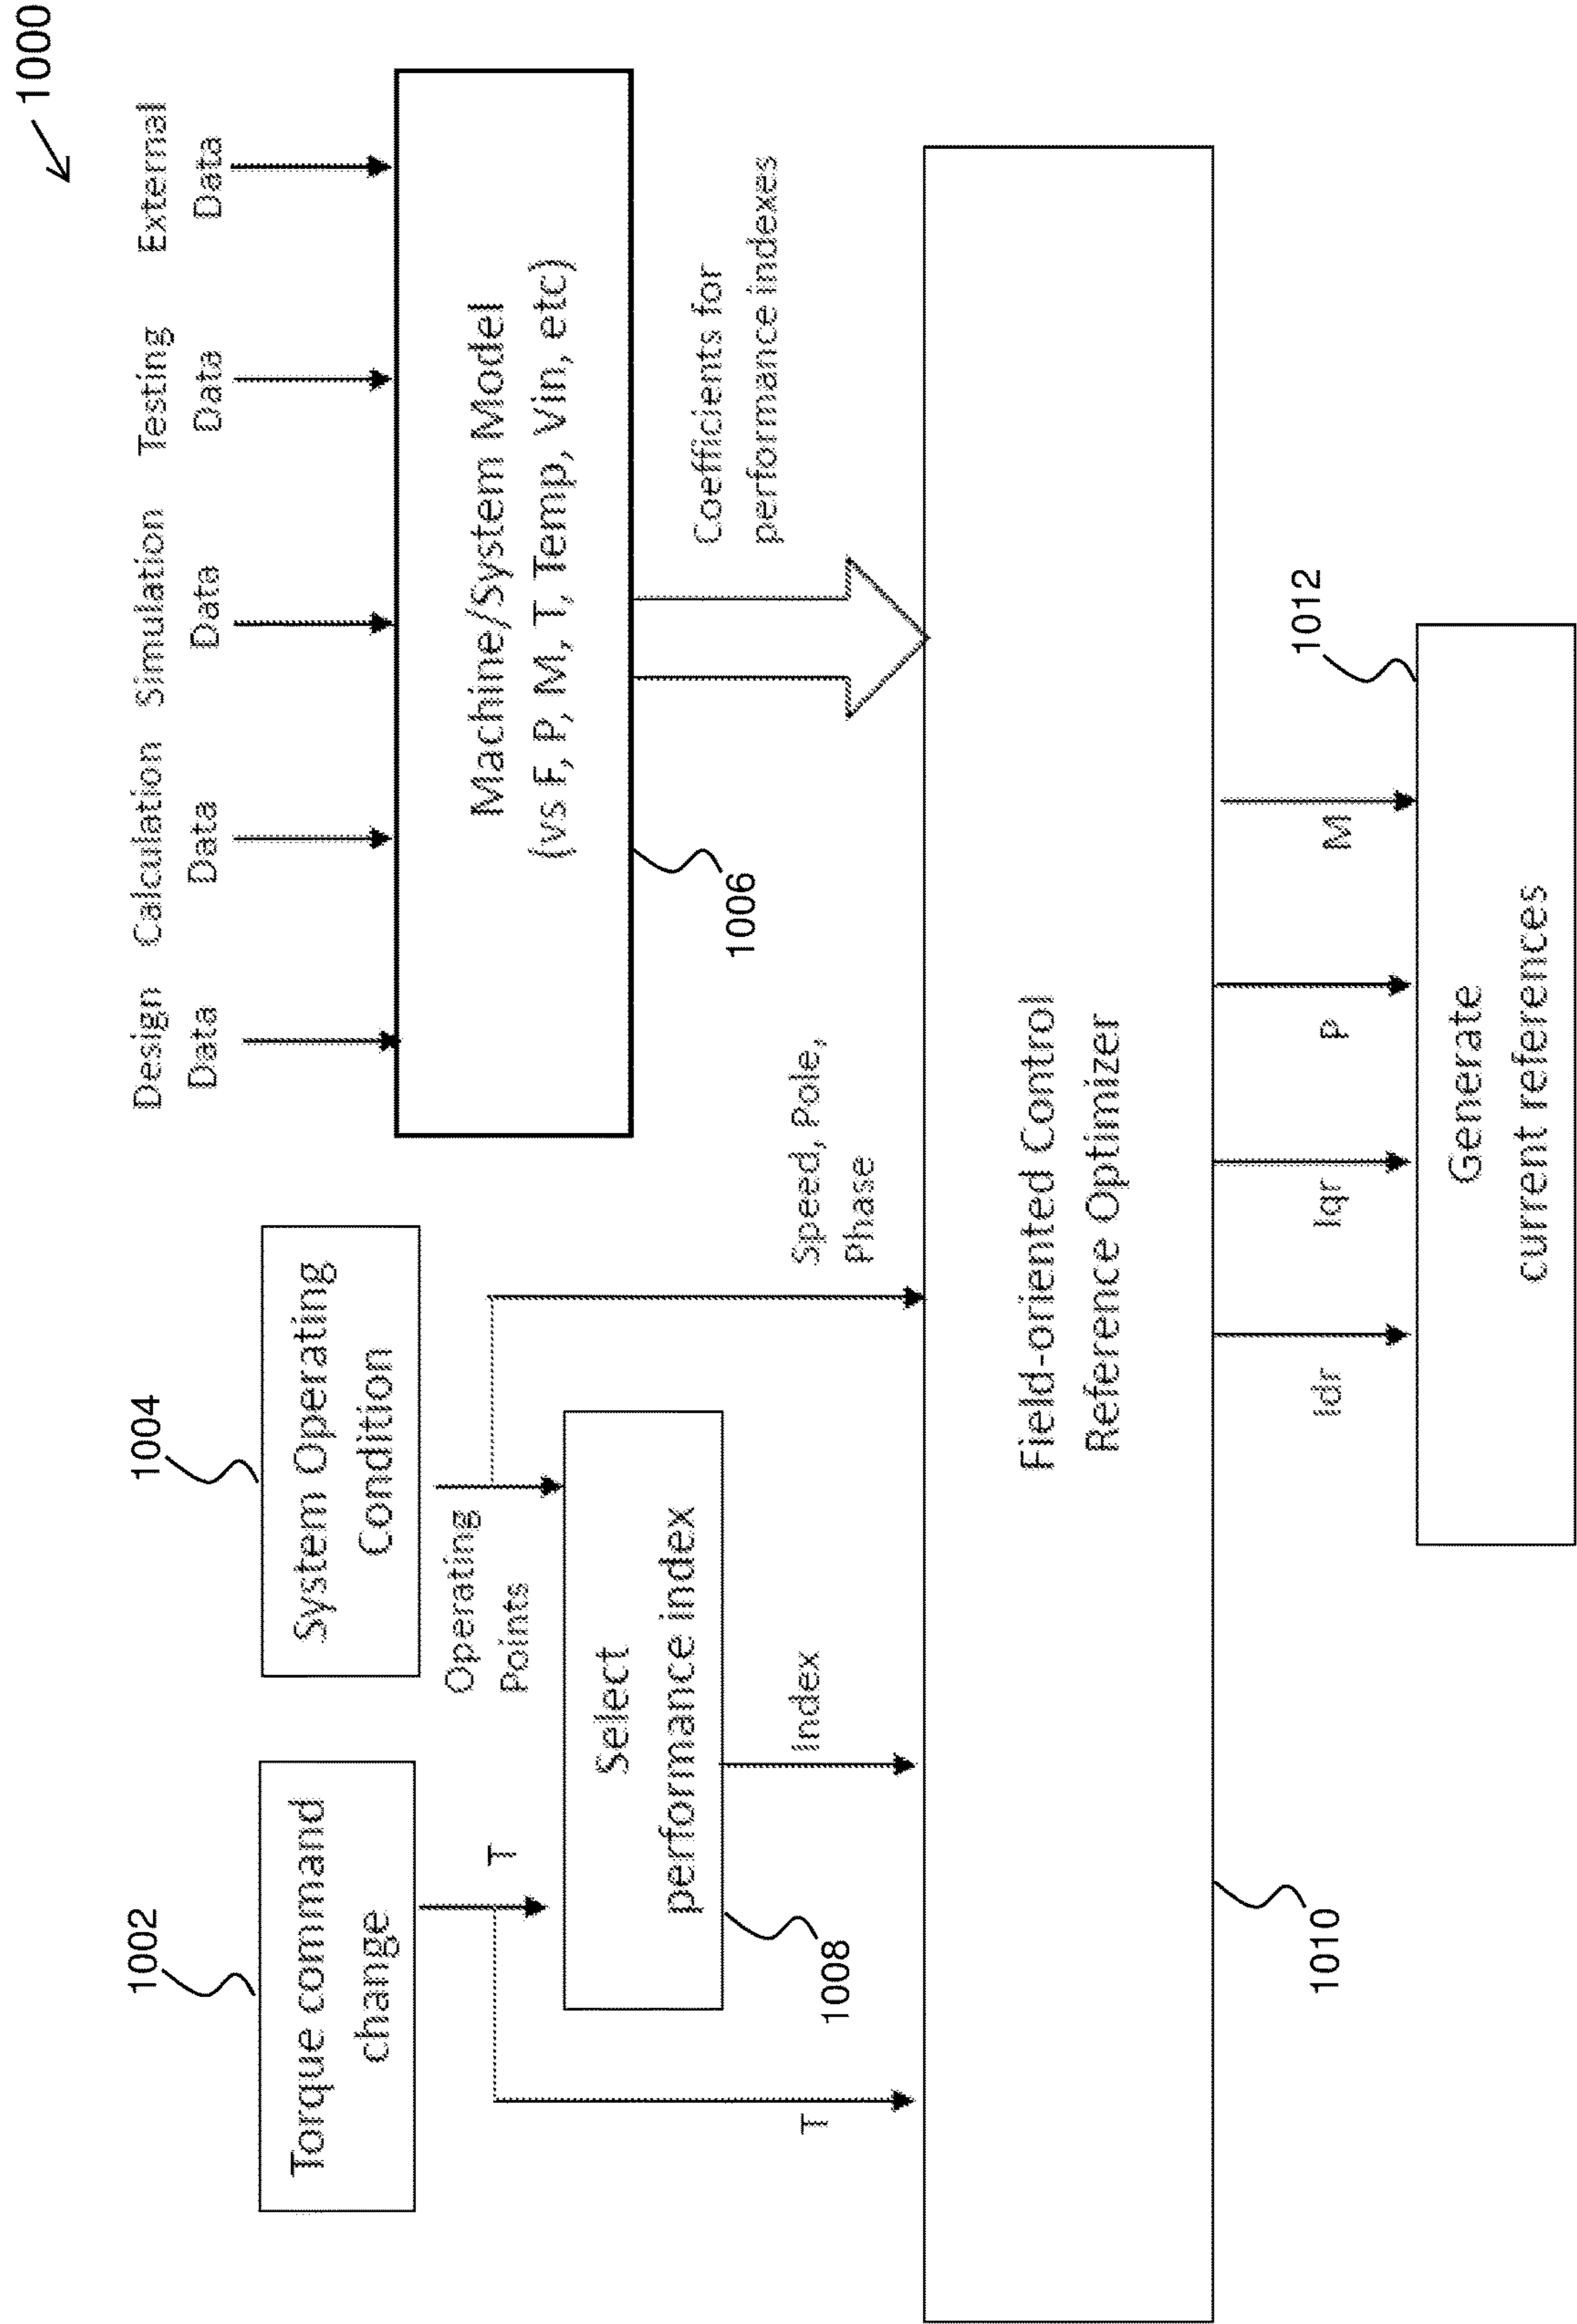 1000
1002
Torque command
change
1004
System Operating
Condition
Design
Data
Calculation
Data
Simulation
Data
Testing
Data
External
Data
Machine/System Model
(vs F, P, M, T, Temp, Vin, etc)
1006
T
Operating
Points
Select
performance index
1008
T
Index
Speed, Pole,
Phase
Coefficients for
performance indexes
Field-oriented Control
Reference Optimizer
1010
Idr
Iqr
P
M
1012
Generate
current references